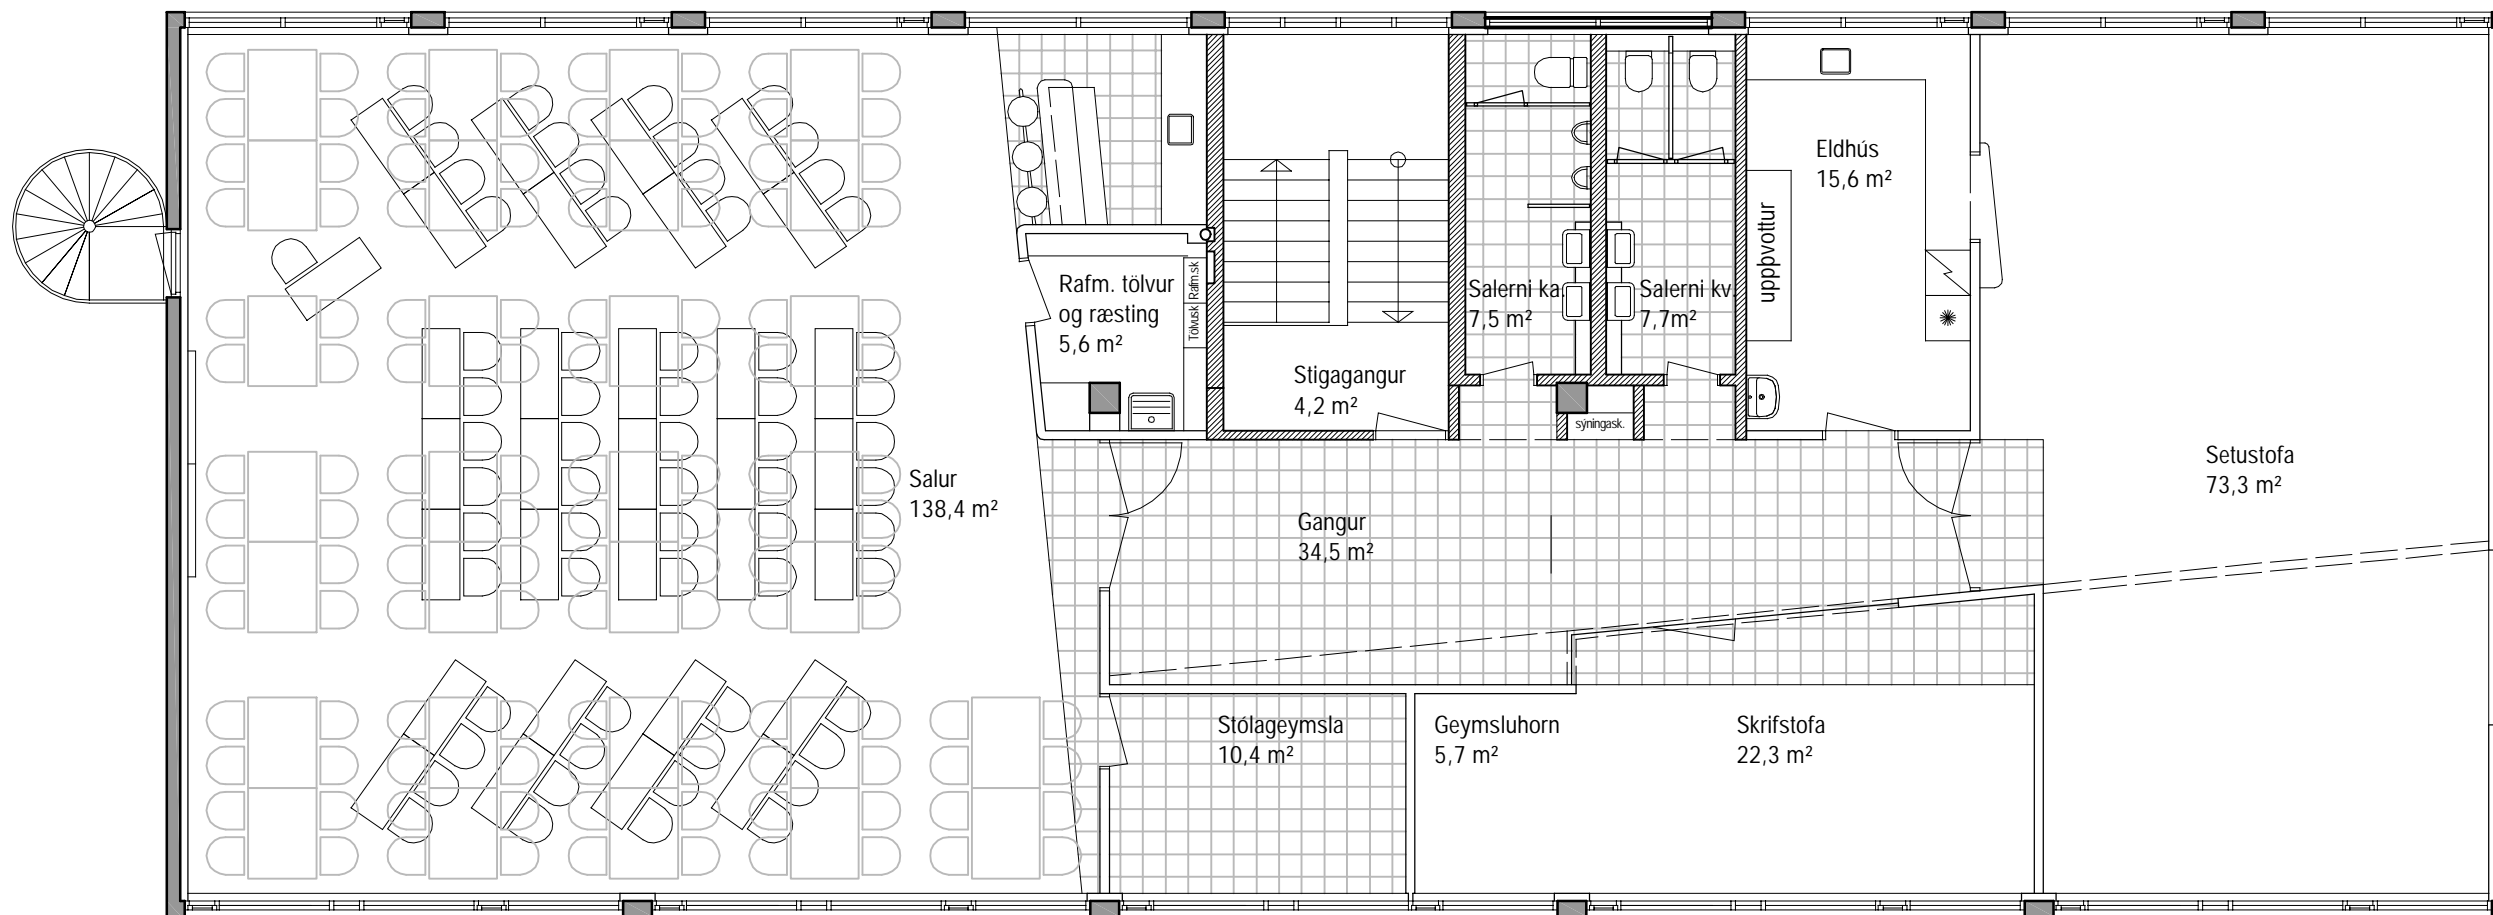 Eldhús
15,6 m²
uppþvottur
Rafm. tölvur
og ræsting
5,6 m²
Rafm.sk
Tölvusk
Salerni ka.
7,5 m²
Salerni kv.
7,7m²
Stigagangur
4,2 m²
sýningask.
Salur
138,4 m²
Gangur
34,5 m²
Setustofa
73,3 m²
Stólageymsla
10,4 m²
Geymsluhorn
5,7 m²
Skrifstofa
22,3 m²